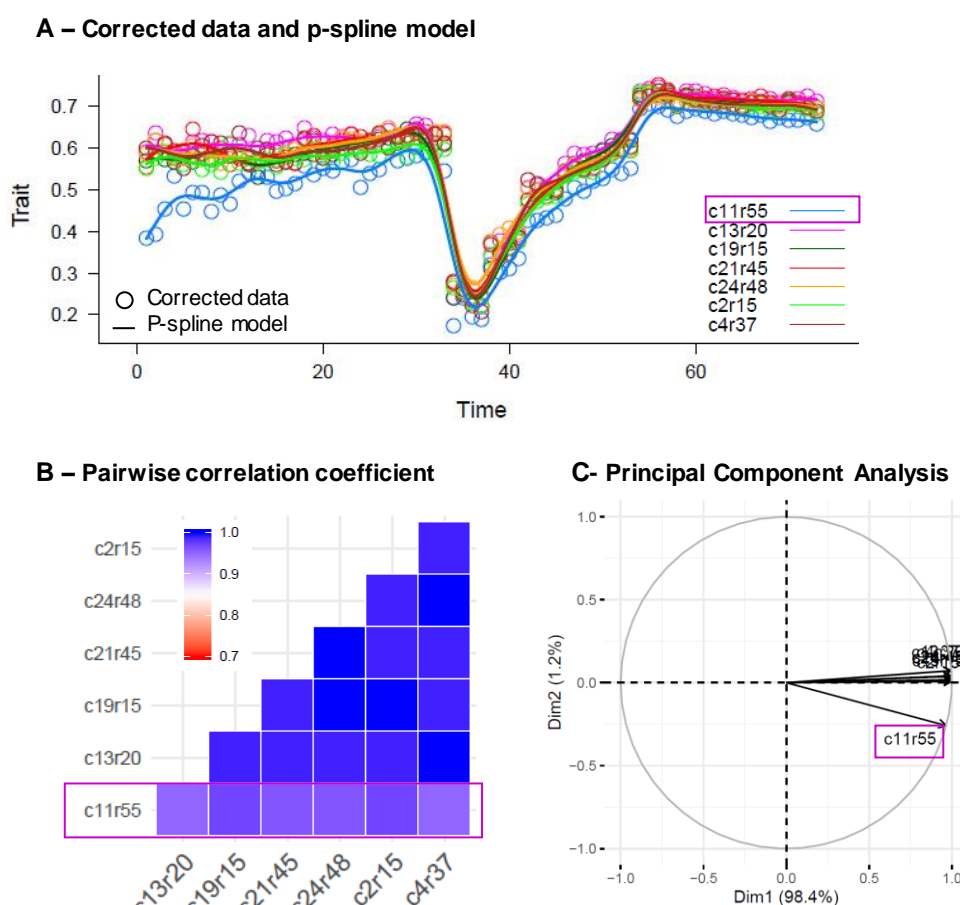 A – Corrected data and p-spline model
Trait
0.7
0.6
0.5
0.4
0.3
0.2
Corrected data
P-spline model
c11r55
c13r20
c19r15
c21r45
c24r48
c2r15
c4r37
0
20
40
60
Time
B – Pairwise correlation coefficient
c2r15
c24r48
c21r45
c19r15
c13r20
c11r55
1.0
0.9
0.8
0.7
c13r20
c19r15
c21r45
c24r48
c2r15
c4r37
C- Principal Component Analysis
Dim2 (1.2%)
1.0
0.5
0.0
−0.5
−1.0
c11r55
−1.0
−0.5
0.0
0.5
1.0
Dim1 (98.4%)